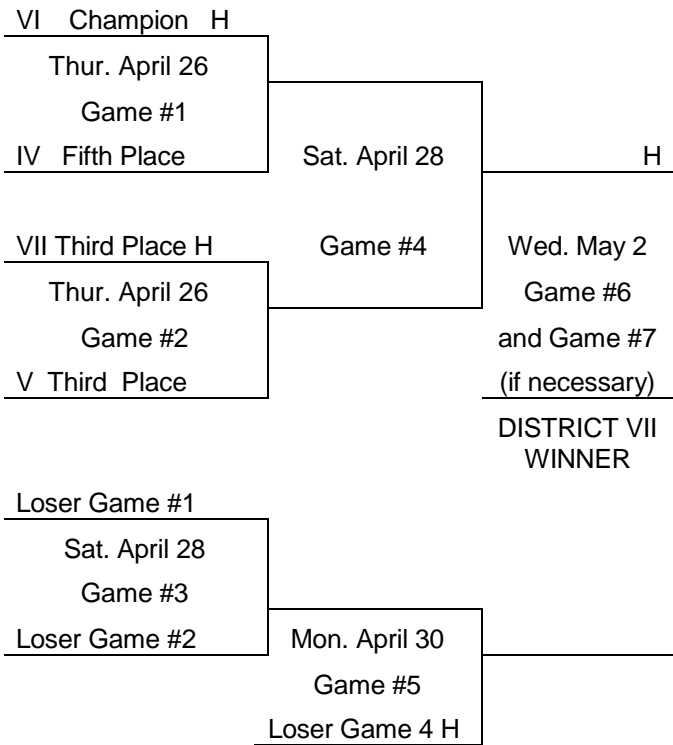 VI Champion H
Thur. April 26
Game #1
IV Fifth Place
Sat. April 28
H
VII Third Place H
Game #4
Wed. May 2
Thur. April 26
Game #6
Game #2
and Game #7
V Third Place
(if necessary)
DISTRICT VII
WINNER
Loser Game #1
Sat. April 28
Game #3
Loser Game #2
Mon. April 30
Game #5
Loser Game 4 H